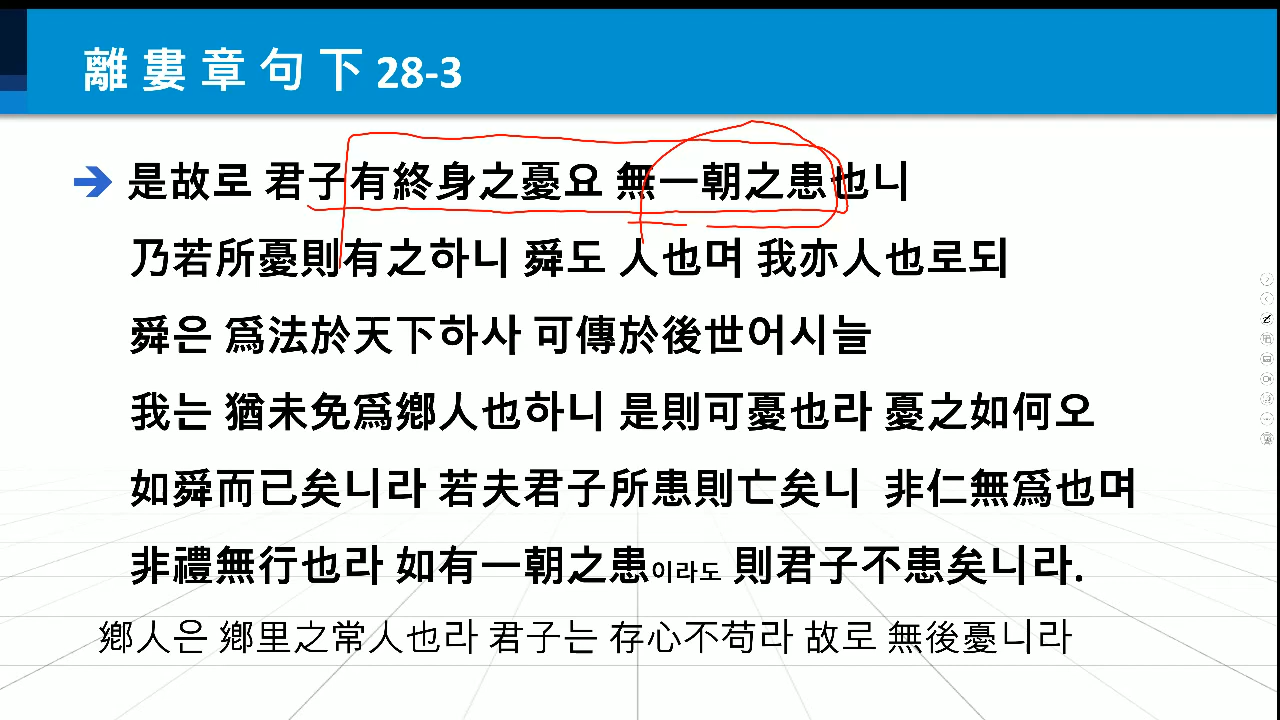 離婁章句下 28-3
是故로 君子有終身之憂요 無一朝之患也니
乃若所憂則有之하니 舜도 人也며 我亦人也로되
舜은 爲法於天下하사 可傳於後世어시늘
我는 猶未免爲鄕人也하니 是則可憂也라 憂之如何오
如舜而已矣니라 若夫君子所患則亡矣니 非仁無爲也며
非禮無行也라 如有一朝之患이라도 則君子不患矣니라.
鄕人은 鄕里之常人也라 君子는 存心不苟라 故로 無後憂니라